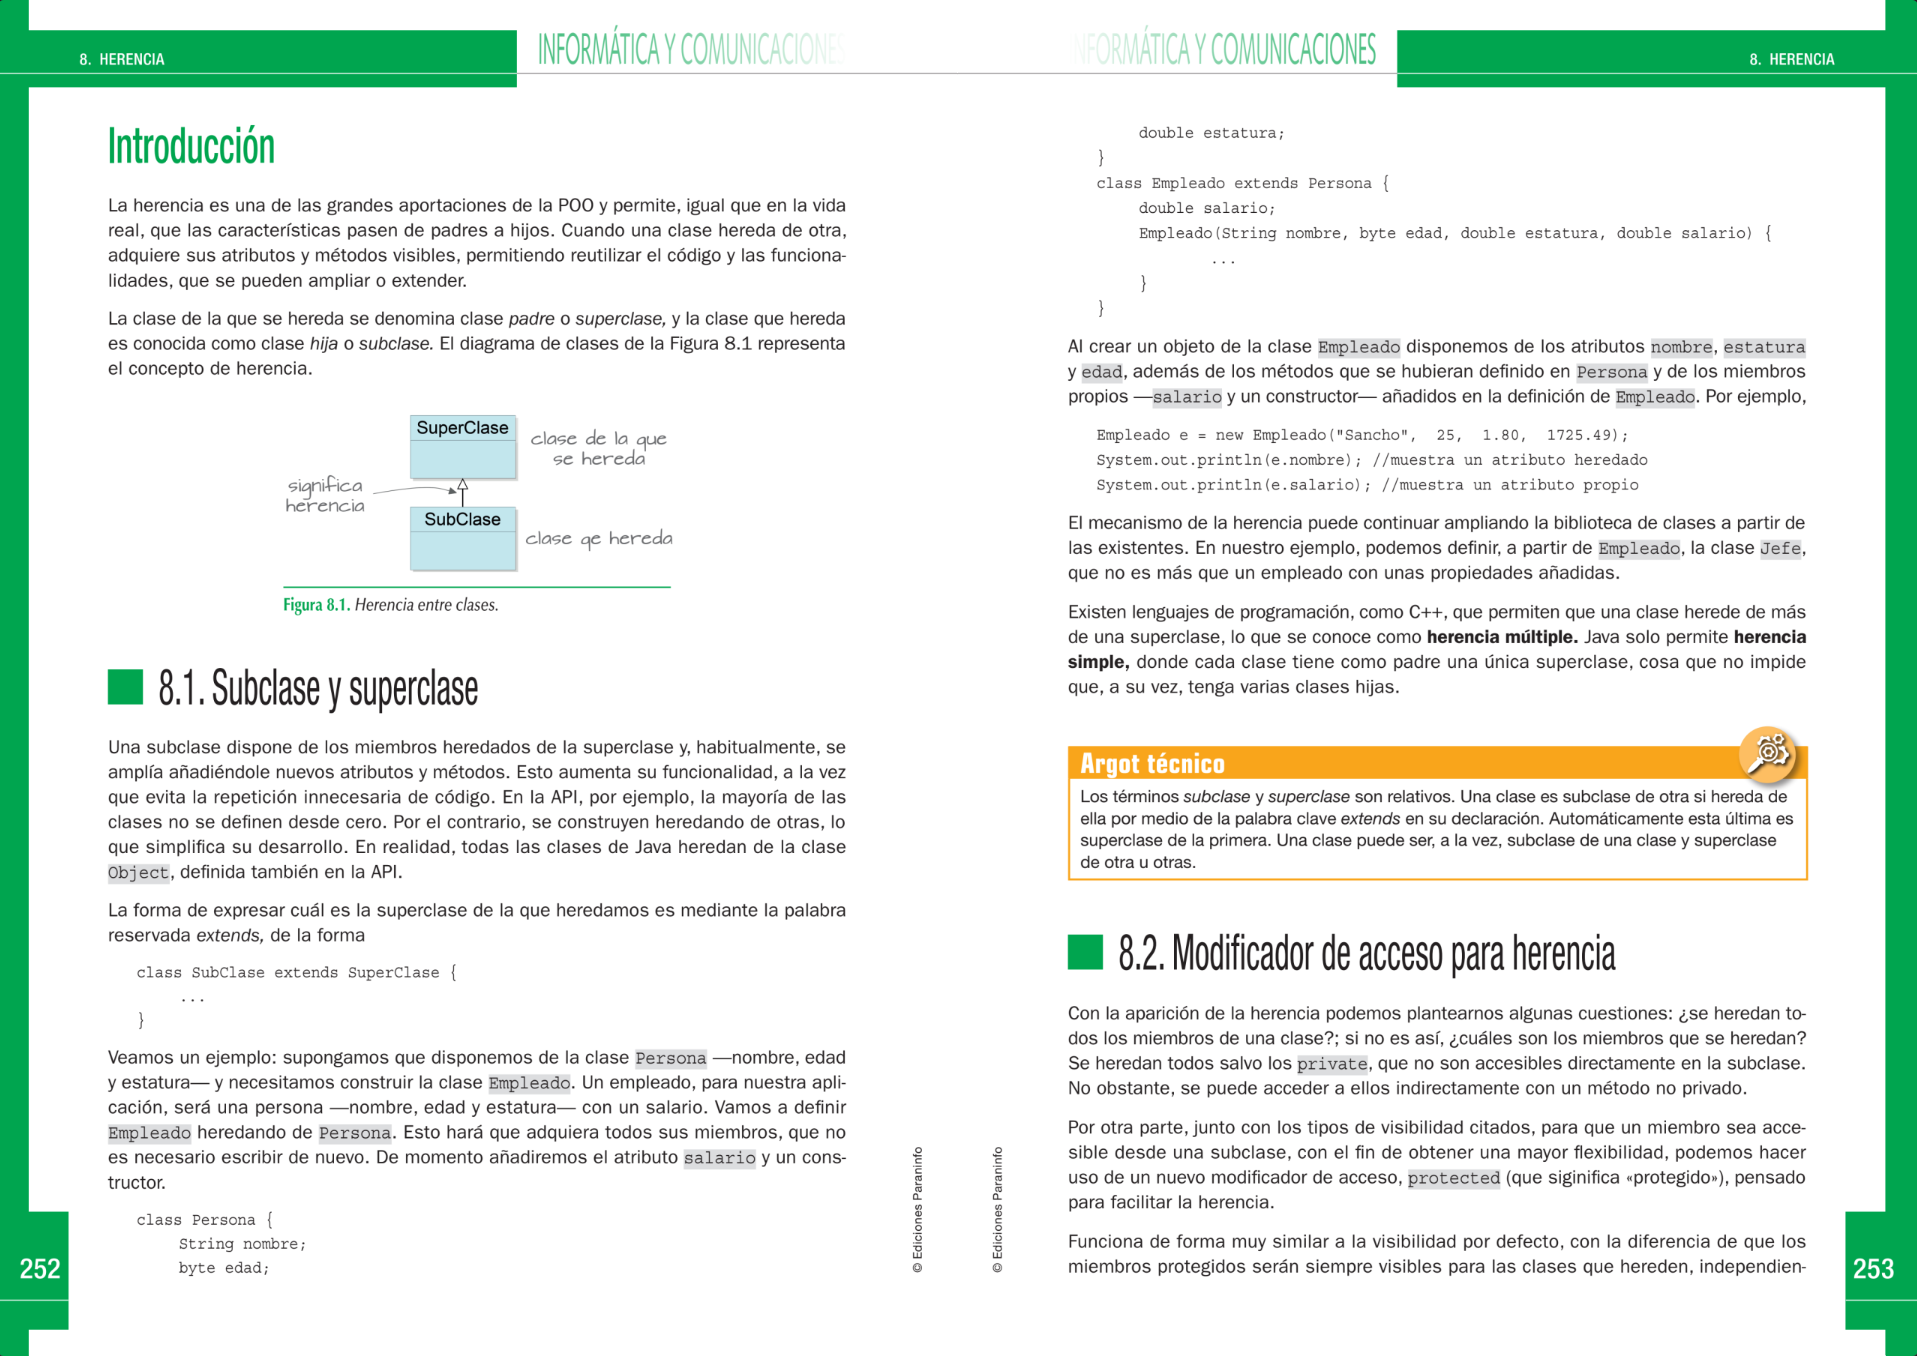 8. HERENCIA
INFORMÁTICA Y COMUNICACIONES
Introducción
La herencia es una de las grandes aportaciones de la POO y permite, igual que en la vida
real, que las características pasen de padres a hijos. Cuando una clase hereda de otra,
adquiere sus atributos y métodos visibles, permitiendo reutilizar el código y las funciona-
lidades, que se pueden ampliar o extender.
La clase de la que se hereda se denomina clase padre o superclase, y la clase que hereda
es conocida como clase hija o subclase. El diagrama de clases de la Figura 8.1 representa
el concepto de herencia.
SuperClase
clase de la que
se hereda
significa
herencia
SubClase
clase qe hereda
Figura 8.1. Herencia entre clases.
8.1. Subclase y superclase
Una subclase dispone de los miembros heredados de la superclase y, habitualmente, se
amplía añadiéndole nuevos atributos y métodos. Esto aumenta su funcionalidad, a la vez
que evita la repetición innecesaria de código. En la API, por ejemplo, la mayoría de las
clases no se definen desde cero. Por el contrario, se construyen heredando de otras, lo
que simplifica su desarrollo. En realidad, todas las clases de Java heredan de la clase
Object, definida también en la API.
La forma de expresar cuál es la superclase de la que heredamos es mediante la palabra
reservada extends, de la forma
class SubClase extends SuperClase {
...
}
Veamos un ejemplo: supongamos que disponemos de la clase Persona —nombre, edad
y estatura— y necesitamos construir la clase Empleado. Un empleado, para nuestra apli-
cación, será una persona —nombre, edad y estatura— con un salario. Vamos a definir
Empleado heredando de Persona. Esto hará que adquiera todos sus miembros, que no
es necesario escribir de nuevo. De momento añadiremos el atributo salario y un cons-
tructor.
class Persona {
String nombre;
byte edad;
252
© Ediciones Paraninfo
INFORMÁTICA Y COMUNICACIONES
8. HERENCIA
double estatura;
}
class Empleado extends Persona {
double salario;
Empleado(String nombre, byte edad, double estatura, double salario) {
...
}
}
Al crear un objeto de la clase Empleado disponemos de los atributos nombre, estatura
y edad, además de los métodos que se hubieran definido en Persona y de los miembros
propios —salario y un constructor— añadidos en la definición de Empleado. Por ejemplo,
Empleado e = new Empleado("Sancho", 25, 1.80, 1725.49);
System.out.println(e.nombre); //muestra un atributo heredado
System.out.println(e.salario); //muestra un atributo propio
El mecanismo de la herencia puede continuar ampliando la biblioteca de clases a partir de
las existentes. En nuestro ejemplo, podemos definir, a partir de Empleado, la clase Jefe,
que no es más que un empleado con unas propiedades añadidas.
Existen lenguajes de programación, como C++, que permiten que una clase herede de más
de una superclase, lo que se conoce como herencia múltiple. Java solo permite herencia
simple, donde cada clase tiene como padre una única superclase, cosa que no impide
que, a su vez, tenga varias clases hijas.
Argot técnico
Los términos subclase y superclase son relativos. Una clase es subclase de otra si hereda de
ella por medio de la palabra clave extends en su declaración. Automáticamente esta última es
superclase de la primera. Una clase puede ser, a la vez, subclase de una clase y superclase
de otra u otras.
8.2. Modificador de acceso para herencia
Con la aparición de la herencia podemos plantearnos algunas cuestiones: ¿se heredan to-
dos los miembros de una clase?; si no es así, ¿cuáles son los miembros que se heredan?
Se heredan todos salvo los private, que no son accesibles directamente en la subclase.
No obstante, se puede acceder a ellos indirectamente con un método no privado.
Por otra parte, junto con los tipos de visibilidad citados, para que un miembro sea acce-
sible desde una subclase, con el fin de obtener una mayor flexibilidad, podemos hacer
uso de un nuevo modificador de acceso, protected (que siginifica «protegido»), pensado
para facilitar la herencia.
Funciona de forma muy similar a la visibilidad por defecto, con la diferencia de que los
miembros protegidos serán siempre visibles para las clases que hereden, independien-
© Ediciones Paraninfo
253